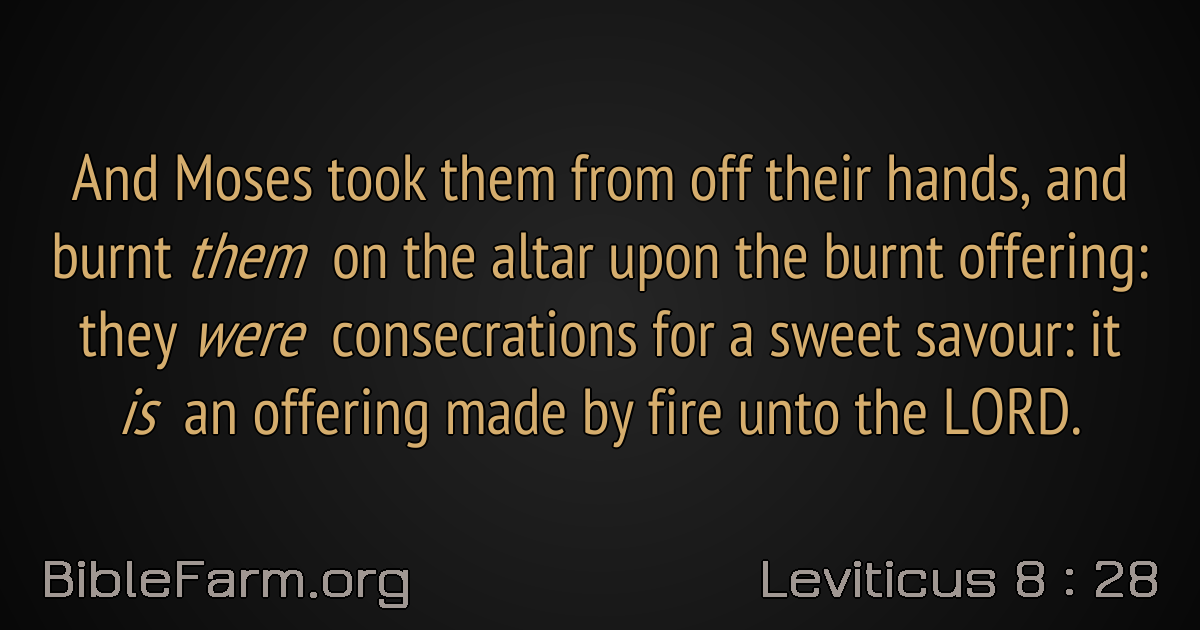 And Moses took them from off their hands, and
burnt them on the altar upon the burnt offering:
they were consecrations for a sweet savour: it
is an offering made by fire unto the LORD.
BibleFarm.org
Leviticus 8 : 28